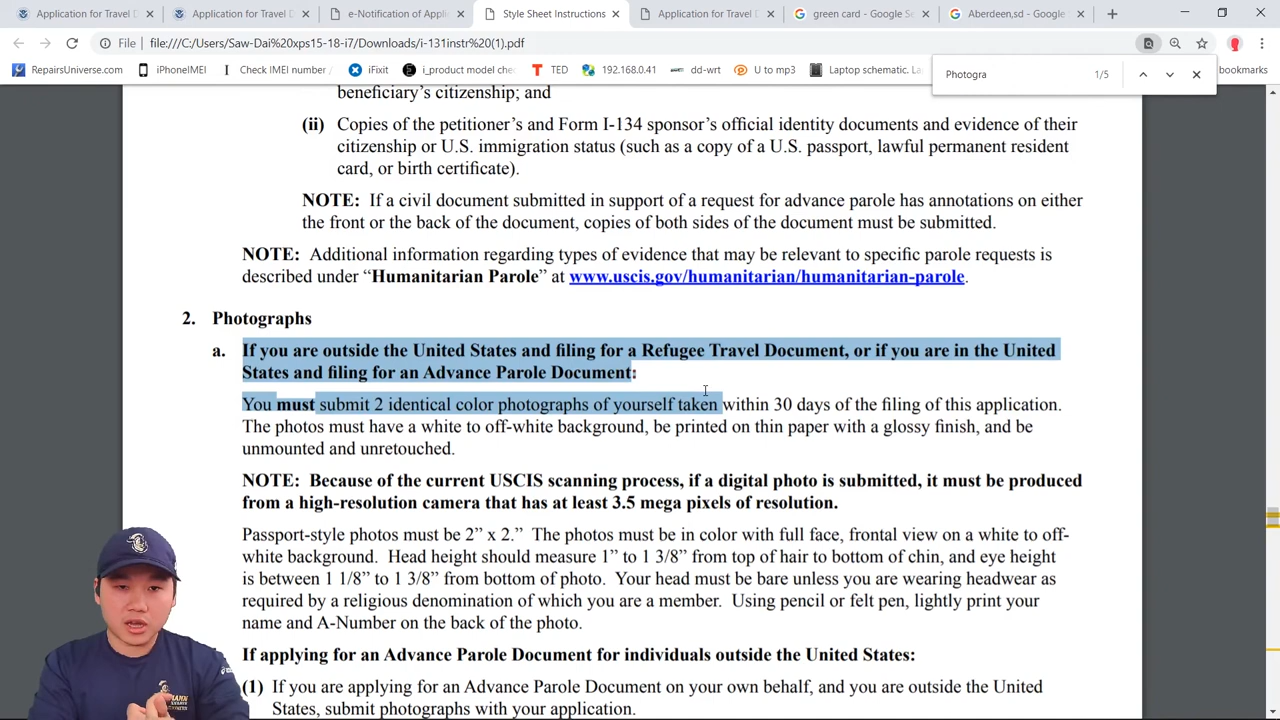 Application for Travel D
Application for Travel D
e-Notification of Applic
Style Sheet Instructions
Application for Travel D
green card - Google Se
Aberdeen,sd - Google
File
file:///C:/Users/Saw-Dai%20xps15-18-i7/Downloads/i-131instr%20(1).pdf
RepairsUniverse.com
iPhoneIMEI
Check IMEI number
iFixit
i_product model che
TED
192.168.0.41
dd-wrt
U to mp3
Laptop schematic. La
bookmarks
Photogra
1/5
beneficiary's citizenship; and
(ii) Copies of the petitioner's and Form I-134 sponsor's official identity documents and evidence of their
citizenship or U.S. immigration status (such as a copy of a U.S. passport, lawful permanent resident
card, or birth certificate).
NOTE: If a civil document submitted in support of a request for advance parole has annotations on either
the front or the back of the document, copies of both sides of the document must be submitted.
NOTE: Additional information regarding types of evidence that may be relevant to specific parole requests is
described under “Humanitarian Parole” at www.uscis.gov/humanitarian/humanitarian-parole.
2. Photographs
a. If you are outside the United States and filing for a Refugee Travel Document, or if you are in the United
States and filing for an Advance Parole Document:
You must submit 2 identical color photographs of yourself taken within 30 days of the filing of this application.
The photos must have a white to off-white background, be printed on thin paper with a glossy finish, and be
unmounted and unretouched.
NOTE: Because of the current USCIS scanning process, if a digital photo is submitted, it must be produced
from a high-resolution camera that has at least 3.5 mega pixels of resolution.
Passport-style photos must be 2” x 2.” The photos must be in color with full face, frontal view on a white to off-
white background. Head height should measure 1” to 1 3/8” from top of hair to bottom of chin, and eye height
is between 1 1/8” to 1 3/8” from bottom of photo. Your head must be bare unless you are wearing headwear as
required by a religious denomination of which you are a member. Using pencil or felt pen, lightly print your
name and A-Number on the back of the photo.
If applying for an Advance Parole Document for individuals outside the United States:
(1) If you are applying for an Advance Parole Document on your own behalf, and you are outside the United
States, submit photographs with your application.